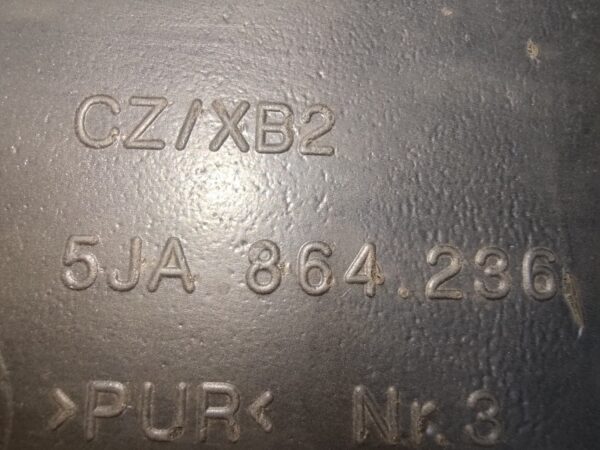 CZ/XB2
5JA 864.236
>PUR< Nr.3